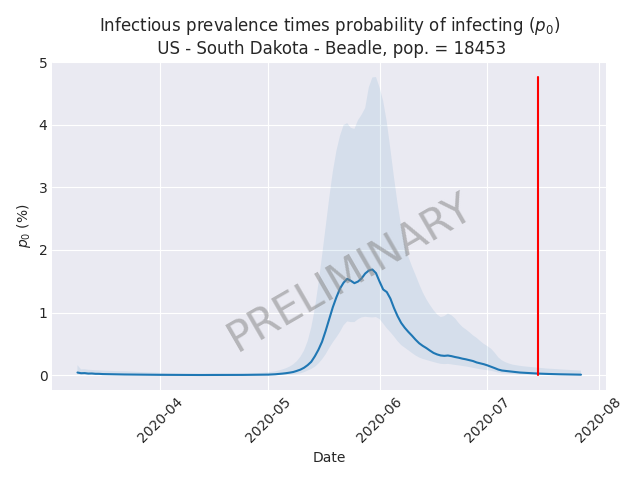 Infectious prevalence times probability of infecting (p₀)
US - South Dakota - Beadle, pop. = 18453
5
4
3
2
1
0
p₀ (%)
PRELIMINARY
2020-04
2020-05
2020-06
2020-07
2020-08
Date